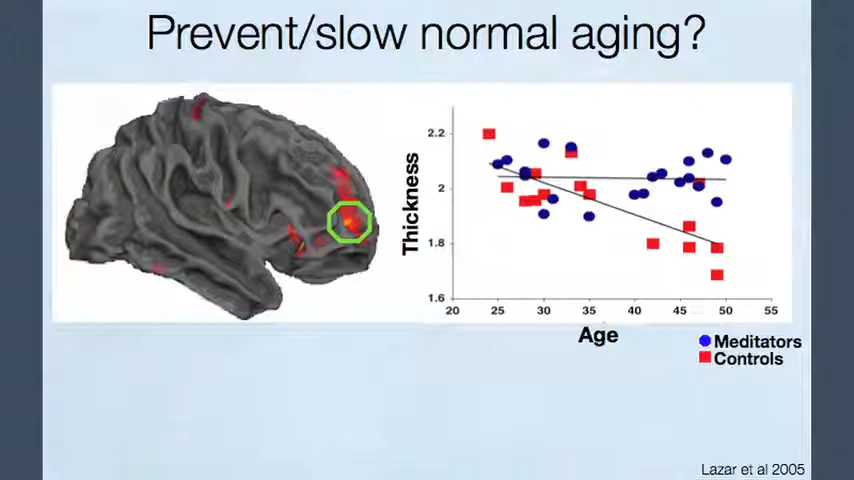 Prevent/slow normal aging?
Thickness
2.2
2
1.8
1.6
20 25 30 35 40 45 50 55
Age
Meditators
Controls
Lazar et al 2005